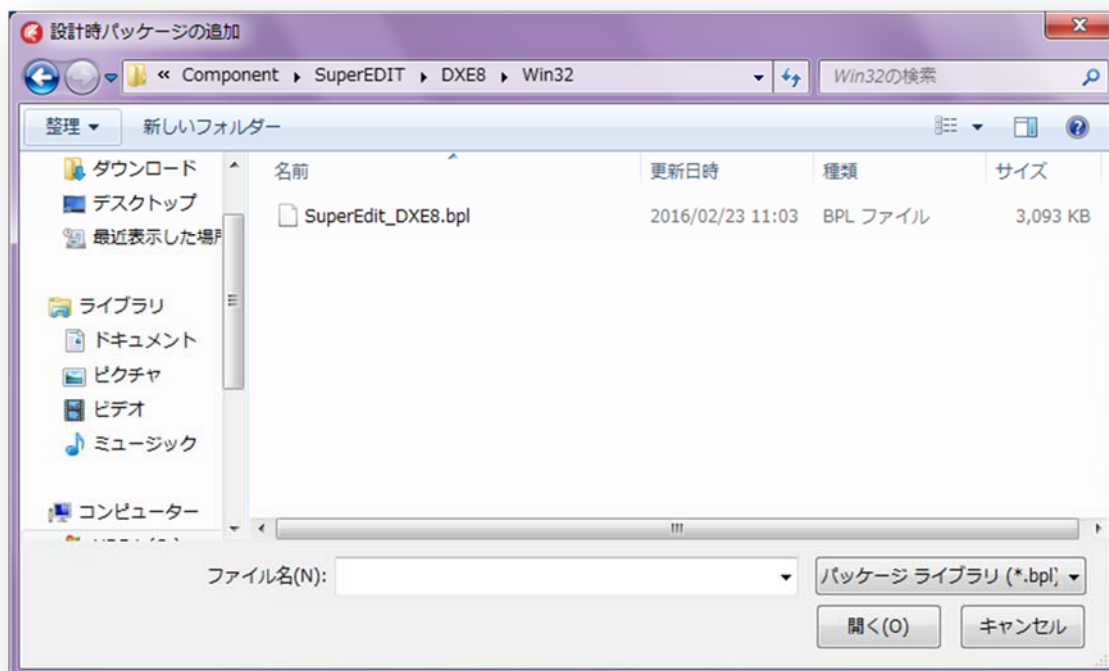 設計時パッケージの追加
« Component ▸ SuperEDIT ▸ DXE8 ▸ Win32
Win32の検索
整理 新しいフォルダー
名前 更新日時 種類 サイズ
ダウンロード
デスクトップ
最近表示した場所
SuperEdit_DXE8.bpl 2016/02/23 11:03 BPL ファイル 3,093 KB
ライブラリ
ドキュメント
ピクチャ
ビデオ
ミュージック
コンピューター
ファイル名(N):
パッケージ ライブラリ (*.bpl)
開く(O) キャンセル